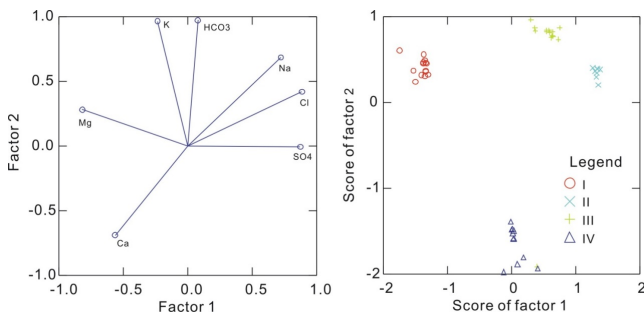 1.0
0.5
0.0
-0.5
-1.0
Factor 2
K
HCO3
Na
Cl
Mg
SO4
Ca
-1.0 -0.5 0.0 0.5 1.0
Factor 1
1
0
-1
-2
Score of factor 2
Legend
I
II
III
IV
-2 -1 0 1 2
Score of factor 1